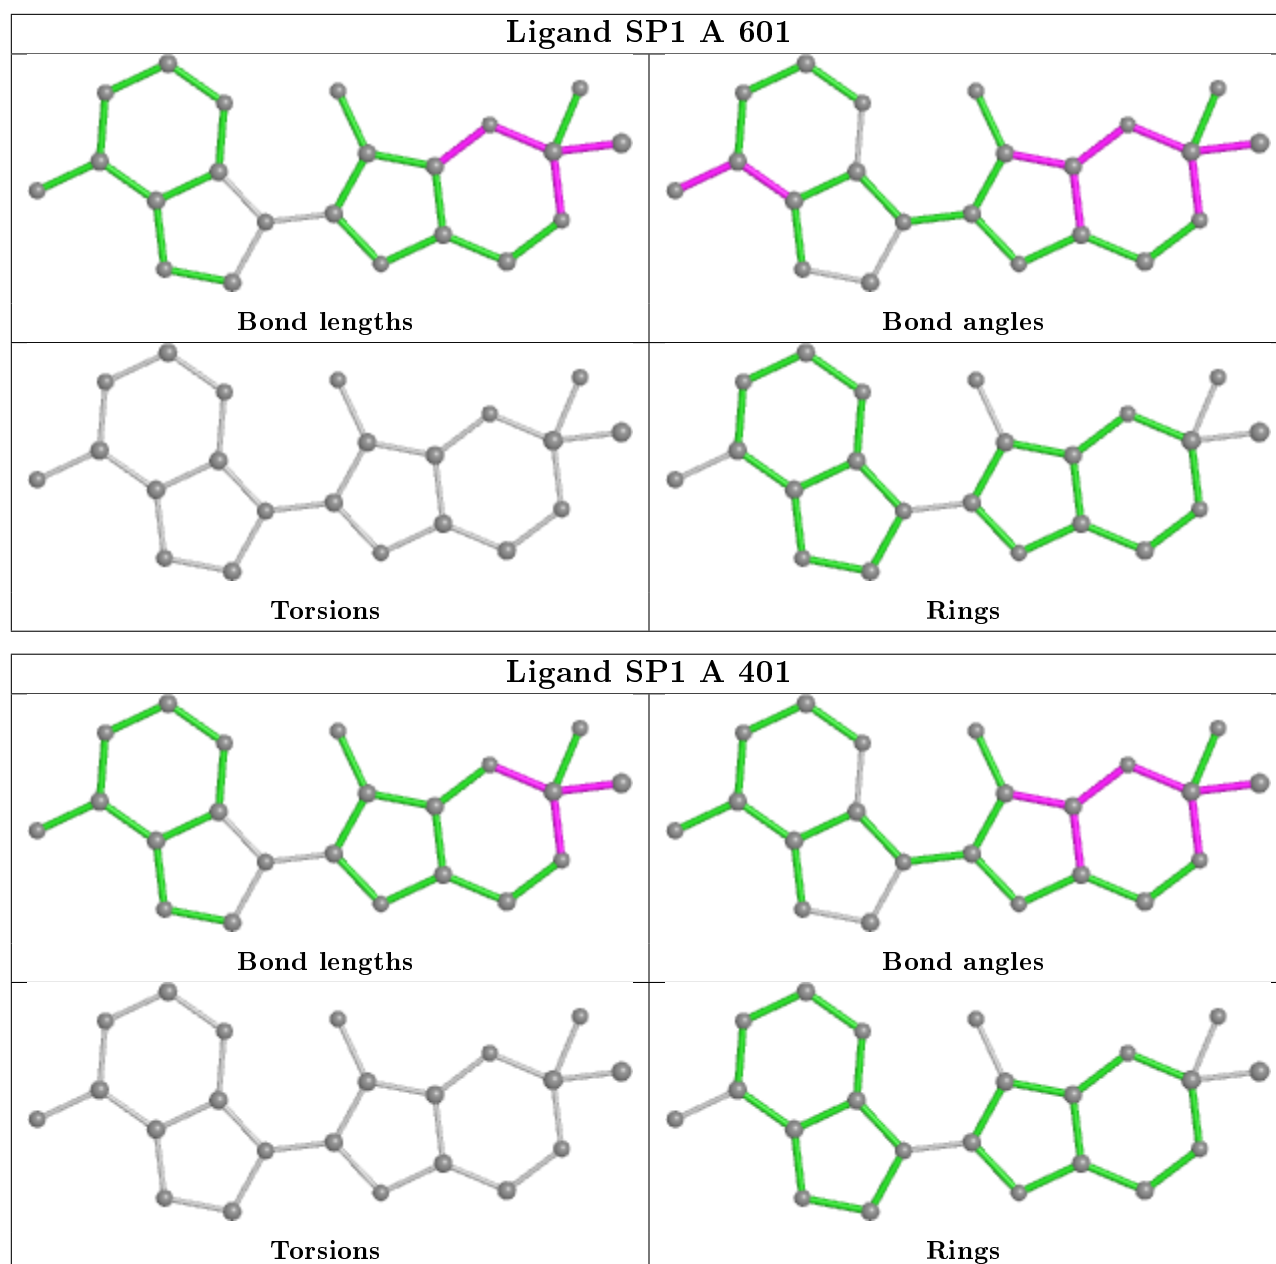 Ligand SP1 A 601
Bond lengths
Bond angles
Torsions
Rings
Ligand SP1 A 401
Bond lengths
Bond angles
Torsions
Rings